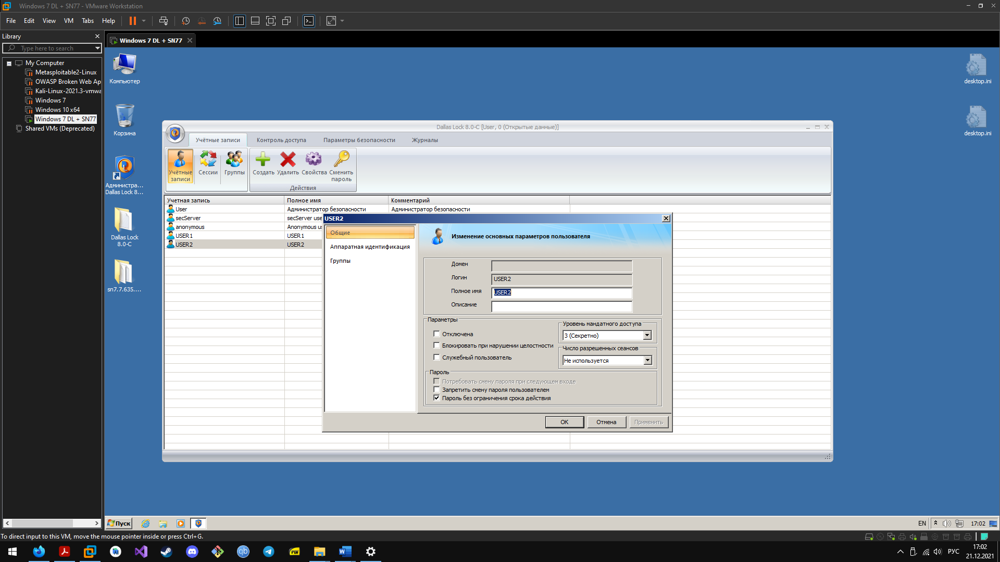 Windows 7 DL + SN77 - VMware Workstation
File Edit View VM Tabs Help
Library
Type here to search
My Computer
Metasploitable2-Linux
OWASP Broken Web Ap
Kali-Linux-2021.3-vmwa
Windows 7
Windows 10 x64
Windows 7 DL + SN77
Shared VMs (Deprecated)
Windows 7 DL + SN77
Компьютер
Корзина
Администра...
Dallas Lock 8...
Dallas Lock
8.0-C
sn7.7.635....
desktop.ini
desktop.ini
Dallas Lock 8.0-C [User, 0 (Открытые данные)]
Учётные записи Контроль доступа Параметры безопасности Журналы
Учётные
записи
Сессии
Группы
Создать
Удалить
Свойства
Сменить
пароль
Действия
Учетная запись Полное имя Комментарий
User Администратор безопасности Администратор безопасности
secServer secServer use
anonymous Anonymous us
USER1 USER1
USER2 USER2
USER2
Общие
Аппаратная идентификация
Группы
Изменение основных параметров пользователя
Домен
Логин USER2
Полное имя USER2
Описание
Параметры
Отключена
Блокировать при нарушении целостности
Служебный пользователь
Уровень мандатного доступа
3 (Секретно)
Число разрешенных сеансов
Не используется
Пароль
Потребовать смену пароля при следующем входе
Запретить смену пароля пользователем
Пароль без ограничения срока действия
OK Отмена Применить
Пуск
EN 17:02
To direct input to this VM, move the mouse pointer inside or press Ctrl+G.
qb
PDF
W
РУС
17:02
21.12.2021